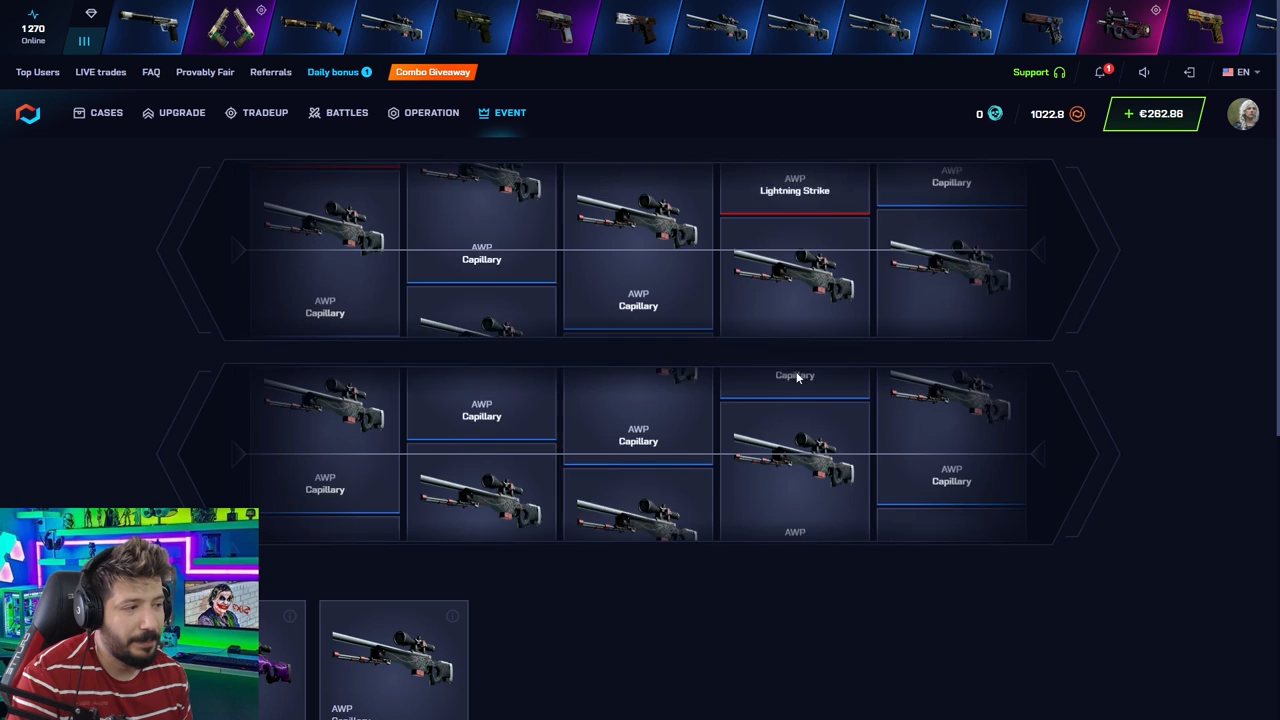 1 270
Online
Top Users LIVE trades FAQ Provably Fair Referrals Daily bonus 1 Combo Giveaway Support 1 EN
CASES UPGRADE TRADEUP BATTLES OPERATION EVENT 0 1022.8 + €262.86
AWP
Capillary
AWP
Capillary
AWP
Capillary
AWP
Lightning Strike
AWP
Capillary
AWP
Capillary
AWP
Capillary
AWP
Capillary
Capillary
AWP
AWP
Capillary
AWP
Capillary